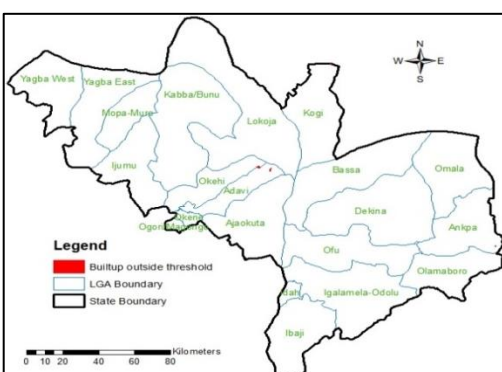 N
W E
S
Yagba West
Yagba East
Kabba/Bunu
Mopa-Muro
Lokoja
Kogi
Ijumu
Bassa
Omala
Okehi
Adavi
Dekina
Okene
Ogori Magongo
Ajaokuta
Ankpa
Ofu
Olamaboro
Idah
Igalamela-Odolu
Ibaji
Legend
Builtup outside threshold
LGA Boundary
State Boundary
Kilometers
0 10 20 40 60 80